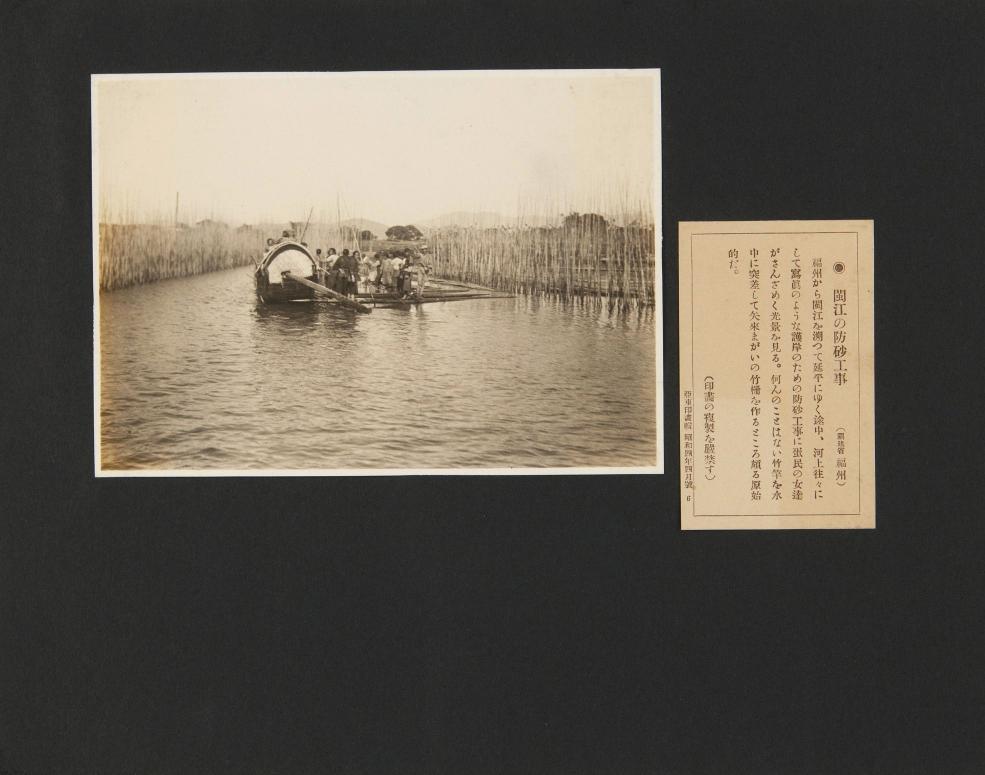 ◉ 閩江の防砂工事
（福建省 福州）
福州から閩江を溯つて延平にゆく途中、河上往々に
して寫眞のような護岸のための防砂工事に蛋民の女達
がさんざめく光景を見る。何んのことはない竹竿を水
中に突差して矢來まがいの竹柵を作るところ頗る原始
的だ。
（印畫の複製を嚴禁す）
亞東印畫輯 昭和四年四月號 6